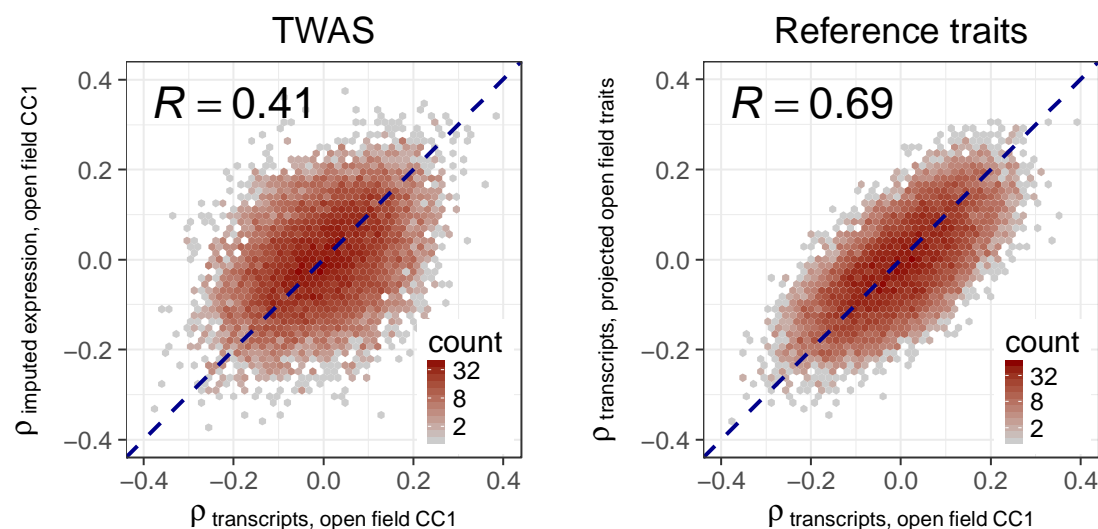 TWAS
R = 0.41
ρ imputed expression, open field CC1
0.4
0.2
0.0
−0.2
−0.4
count
32
8
2
−0.4 −0.2 0.0 0.2 0.4
ρ transcripts, open field CC1
Reference traits
R = 0.69
ρ transcripts, projected open field traits
0.4
0.2
0.0
−0.2
−0.4
count
32
8
2
−0.4 −0.2 0.0 0.2 0.4
ρ transcripts, open field CC1